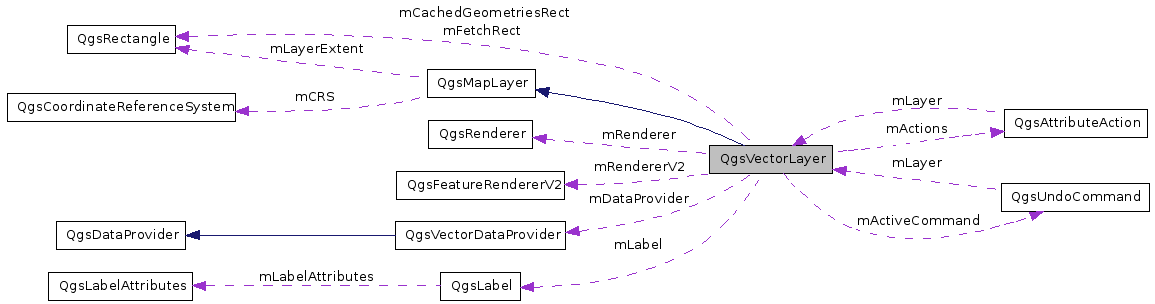 mCachedGeometriesRect
mFetchRect
QgsRectangle
mLayerExtent
QgsMapLayer
mCRS
QgsCoordinateReferenceSystem
mLayer
QgsAttributeAction
mActions
QgsRenderer
mRenderer
QgsVectorLayer
mLayer
mRendererV2
QgsFeatureRendererV2
QgsUndoCommand
mDataProvider
mActiveCommand
QgsDataProvider
QgsVectorDataProvider
mLabel
mLabelAttributes
QgsLabelAttributes
QgsLabel